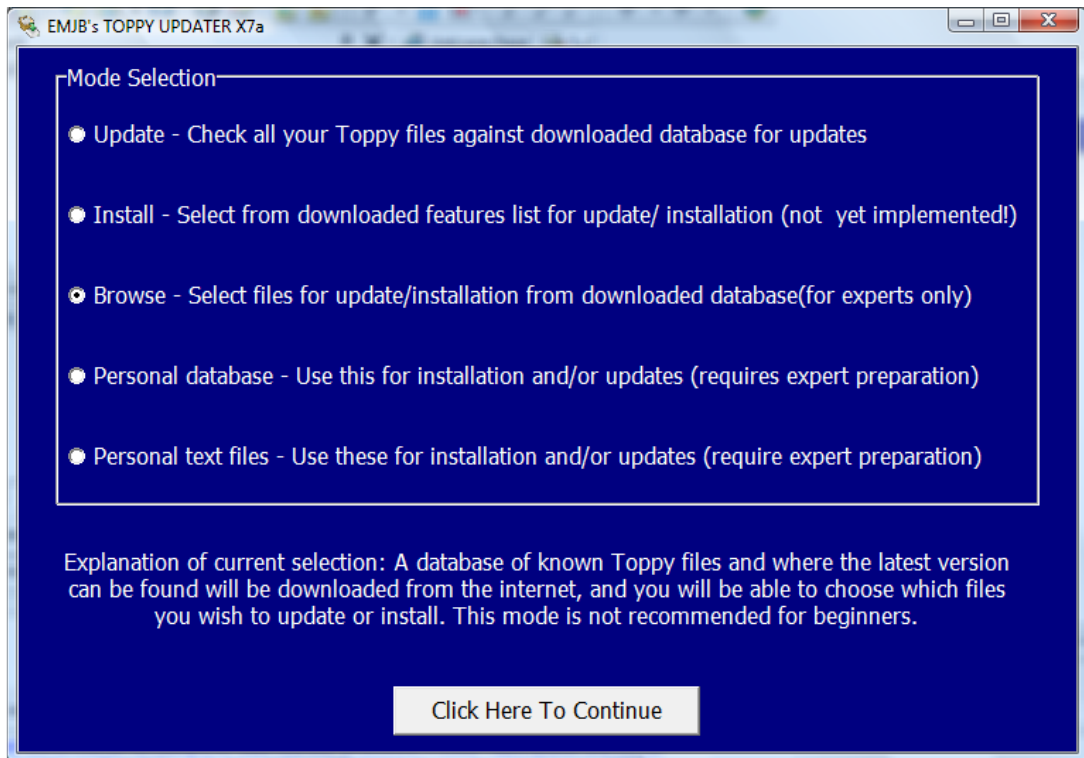 EMJB's TOPPY UPDATER X7a
Mode Selection
Update - Check all your Toppy files against downloaded database for updates
Install - Select from downloaded features list for update/ installation (not  yet implemented!)
Browse - Select files for update/installation from downloaded database(for experts only)
Personal database - Use this for installation and/or updates (requires expert preparation)
Personal text files - Use these for installation and/or updates (require expert preparation)
Explanation of current selection: A database of known Toppy files and where the latest version
can be found will be downloaded from the internet, and you will be able to choose which files
you wish to update or install. This mode is not recommended for beginners.
Click Here To Continue